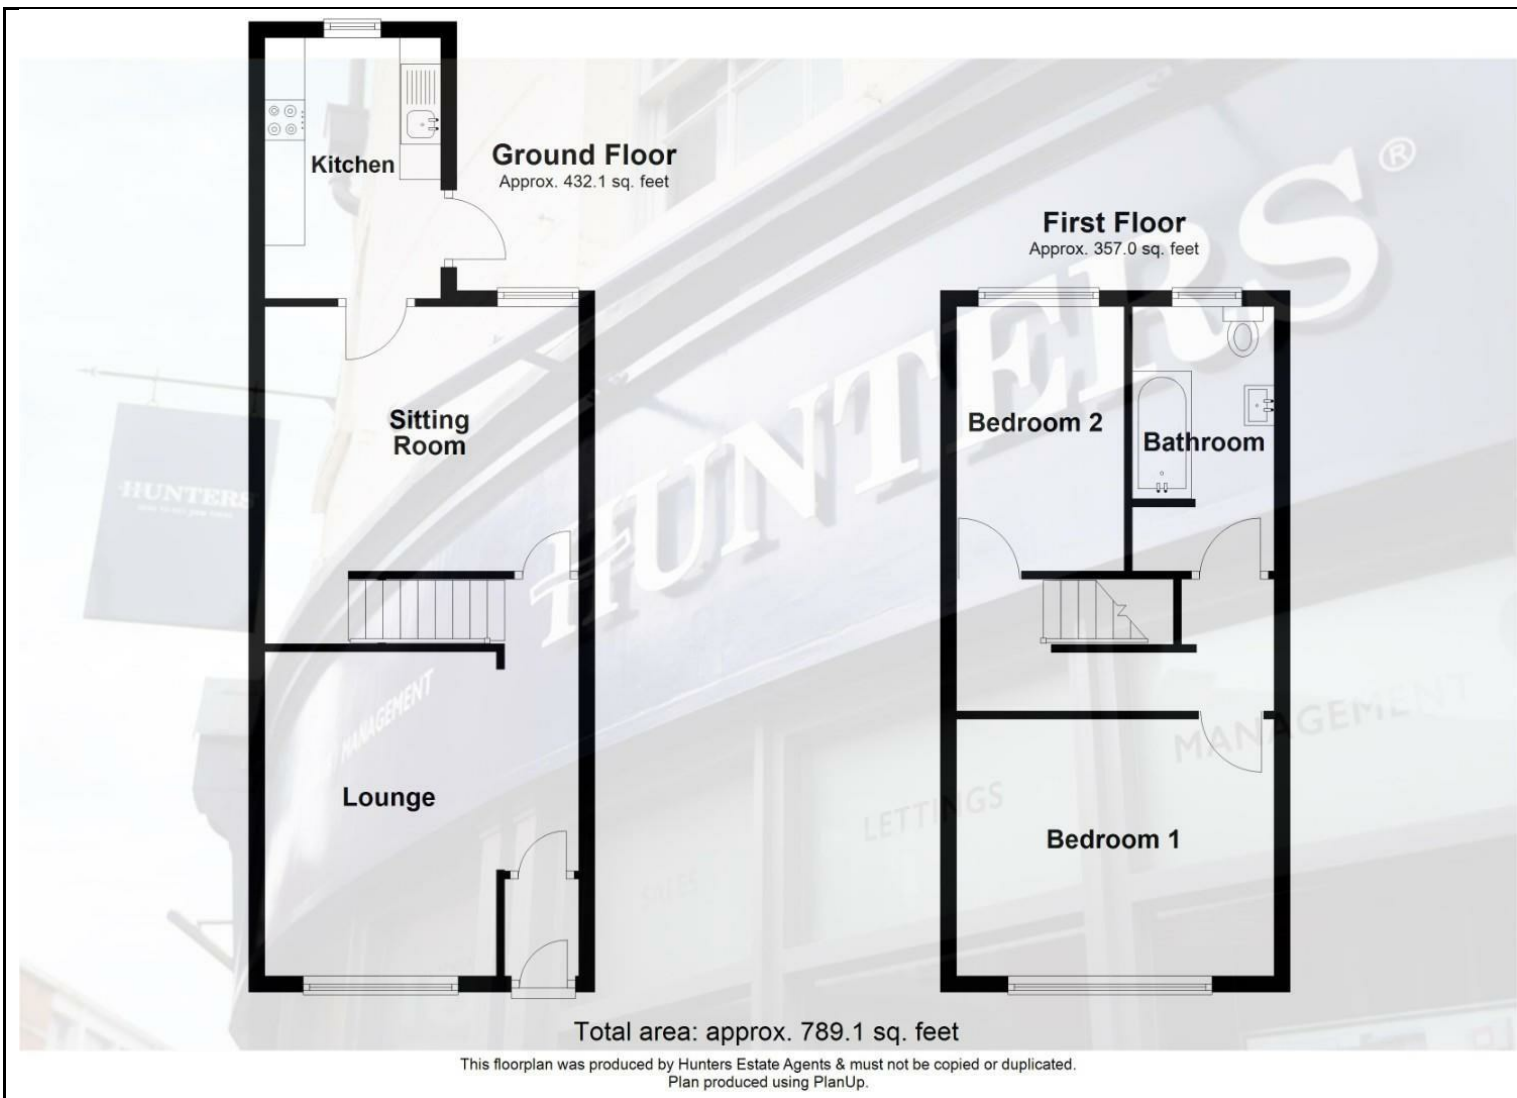 Kitchen
Ground Floor
Approx. 432.1 sq. feet
First Floor
Approx. 357.0 sq. feet
HUNTERS®
Sitting
Room
Bedroom 2
Bathroom
HUNTERS
MANAGEMENT
MANAGEMENT
Lounge
LETTINGS
Bedroom 1
Total area: approx. 789.1 sq. feet
This floorplan was produced by Hunters Estate Agents & must not be copied or duplicated.
Plan produced using PlanUp.